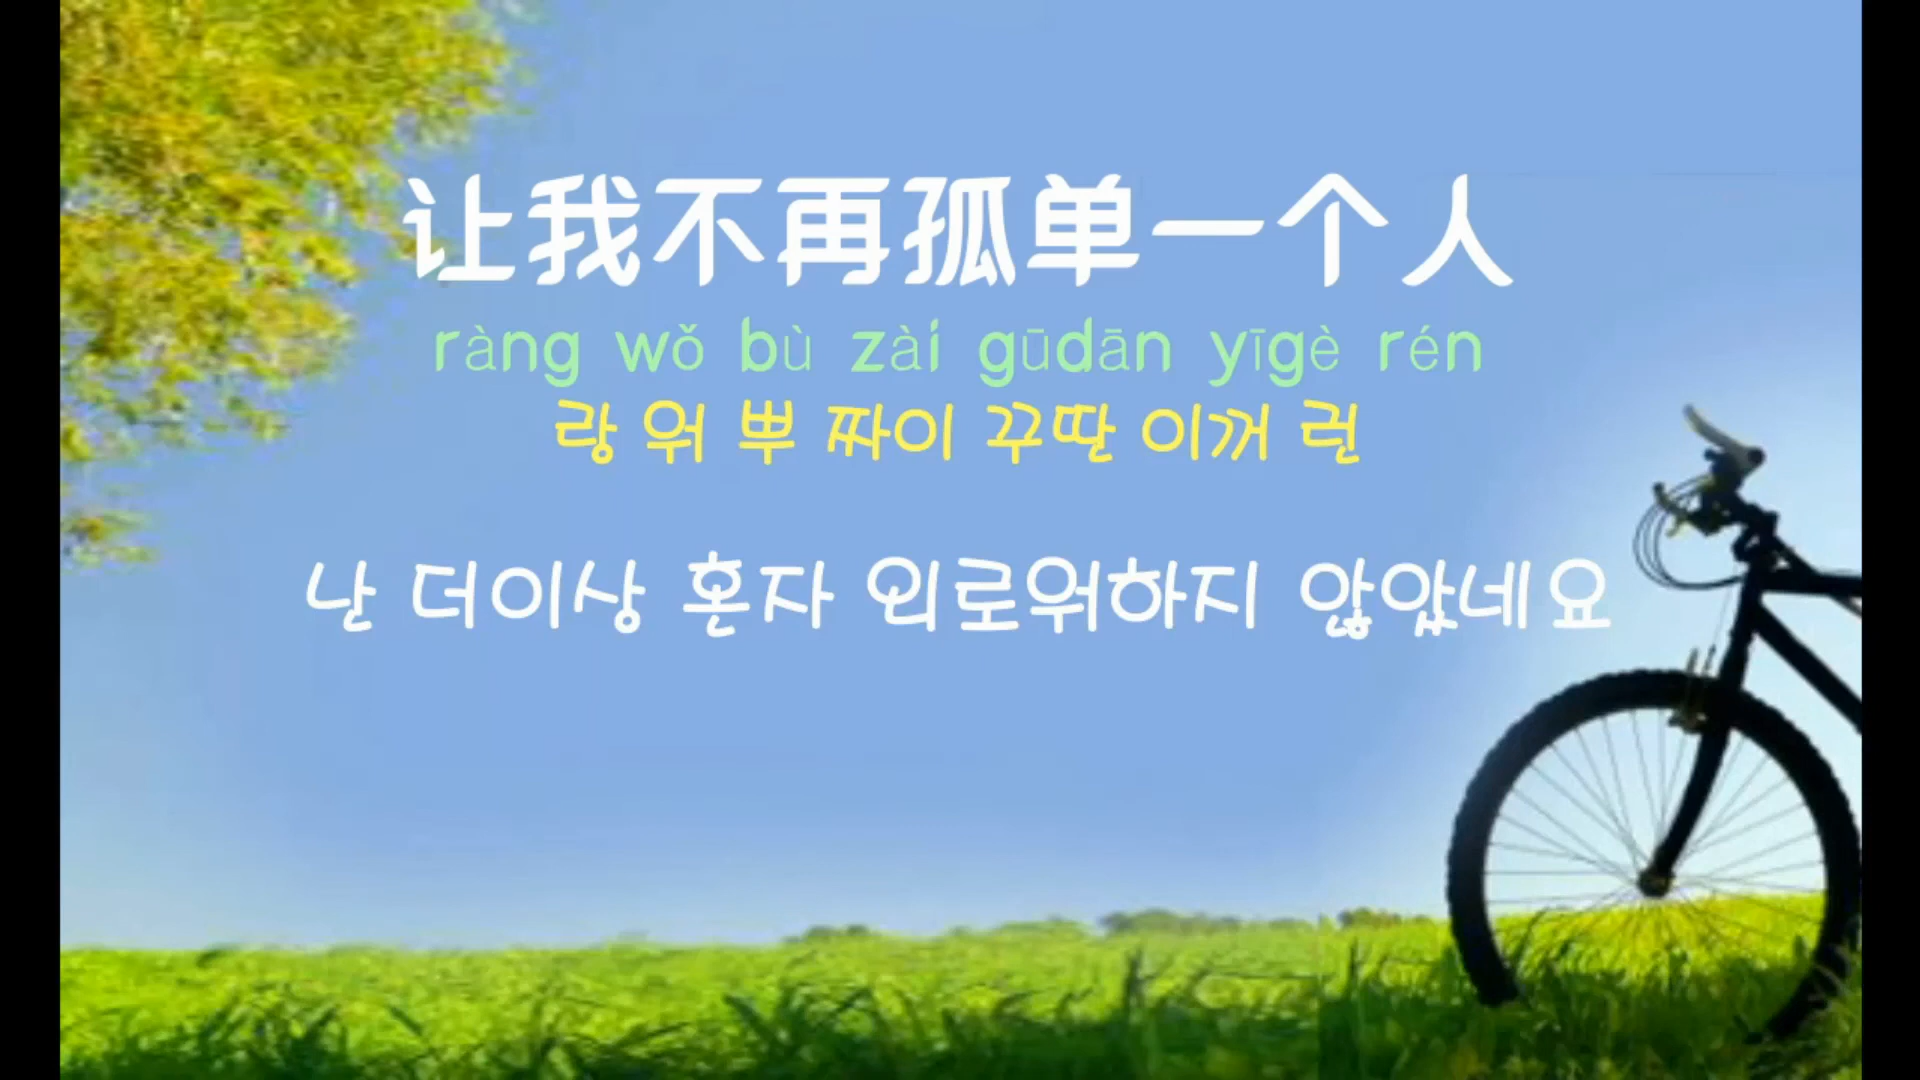 让我不再孤单一个人
ràng wǒ bù zài gūdān yīgè rén
랑 워 뿌 짜이 꾸딴 이꺼 런
난 더이상 혼자 외로워하지 않았네요